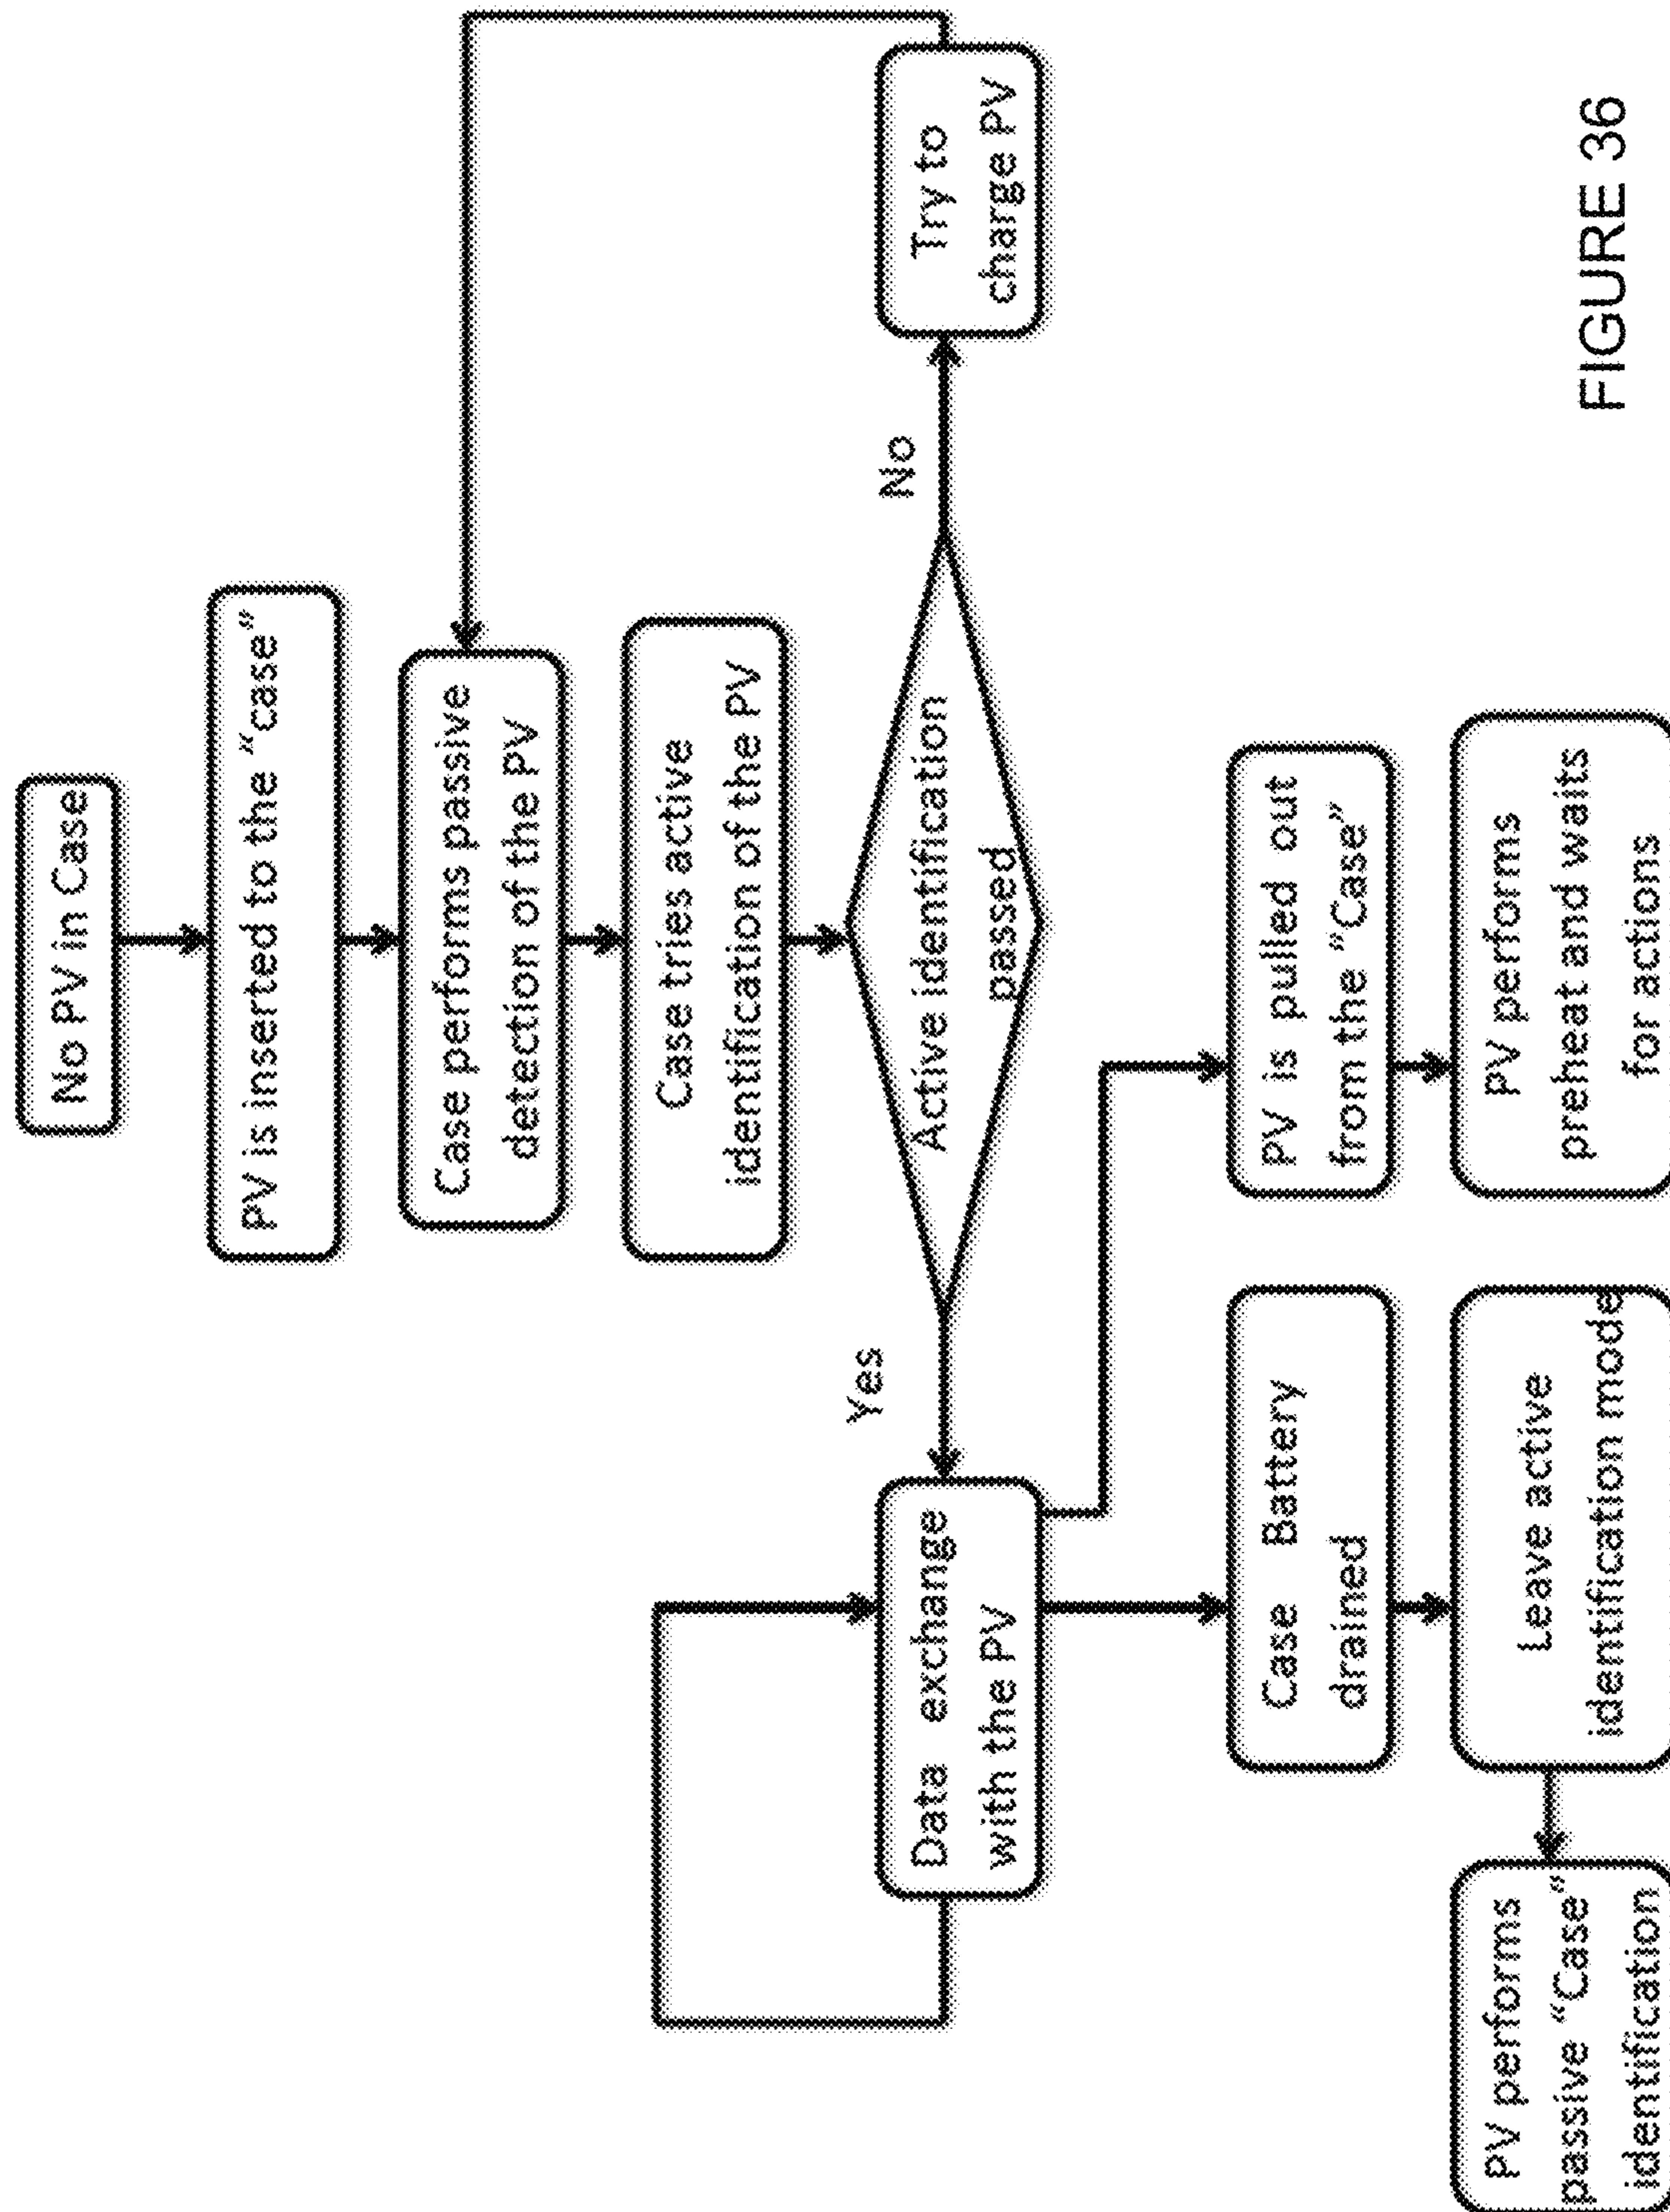 No PV in Case
PV is inserted to the “case”
Case performs passive
detection of the PV
Case tries active
identification of the PV
Active identification
passed
Yes
No
Try to
charge PV
Data exchange
with the PV
Case Battery
drained
PV is pulled out
from the “Case”
Leave active
identification mode
PV performs
preheat and waits
for actions
PV performs
passive “Case”
identification
FIGURE 36